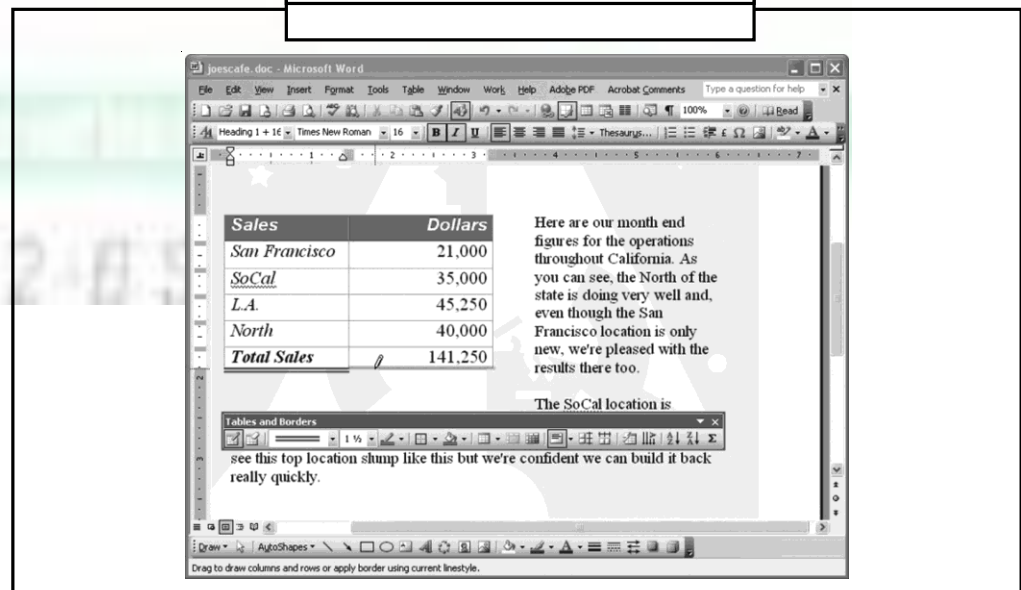 joescafe.doc - Microsoft Word
File Edit View Insert Format Tools Table Window Work Help Adobe PDF Acrobat Comments Type a question for help
100% Read
Heading 1 + 16 Times New Roman 16 B I U Thesaurus...
1 2 3 4 5 6 7
Sales Dollars
San Francisco 21,000
SoCal 35,000
L.A. 45,250
North 40,000
Total Sales 141,250
Here are our month end
figures for the operations
throughout California. As
you can see, the North of the
state is doing very well and,
even though the San
Francisco location is only
new, we're pleased with the
results there too.
The SoCal location is
Tables and Borders
1 ½
see this top location slump like this but we're confident we can build it back
really quickly.
Draw AutoShapes
Drag to draw columns and rows or apply border using current linestyle.